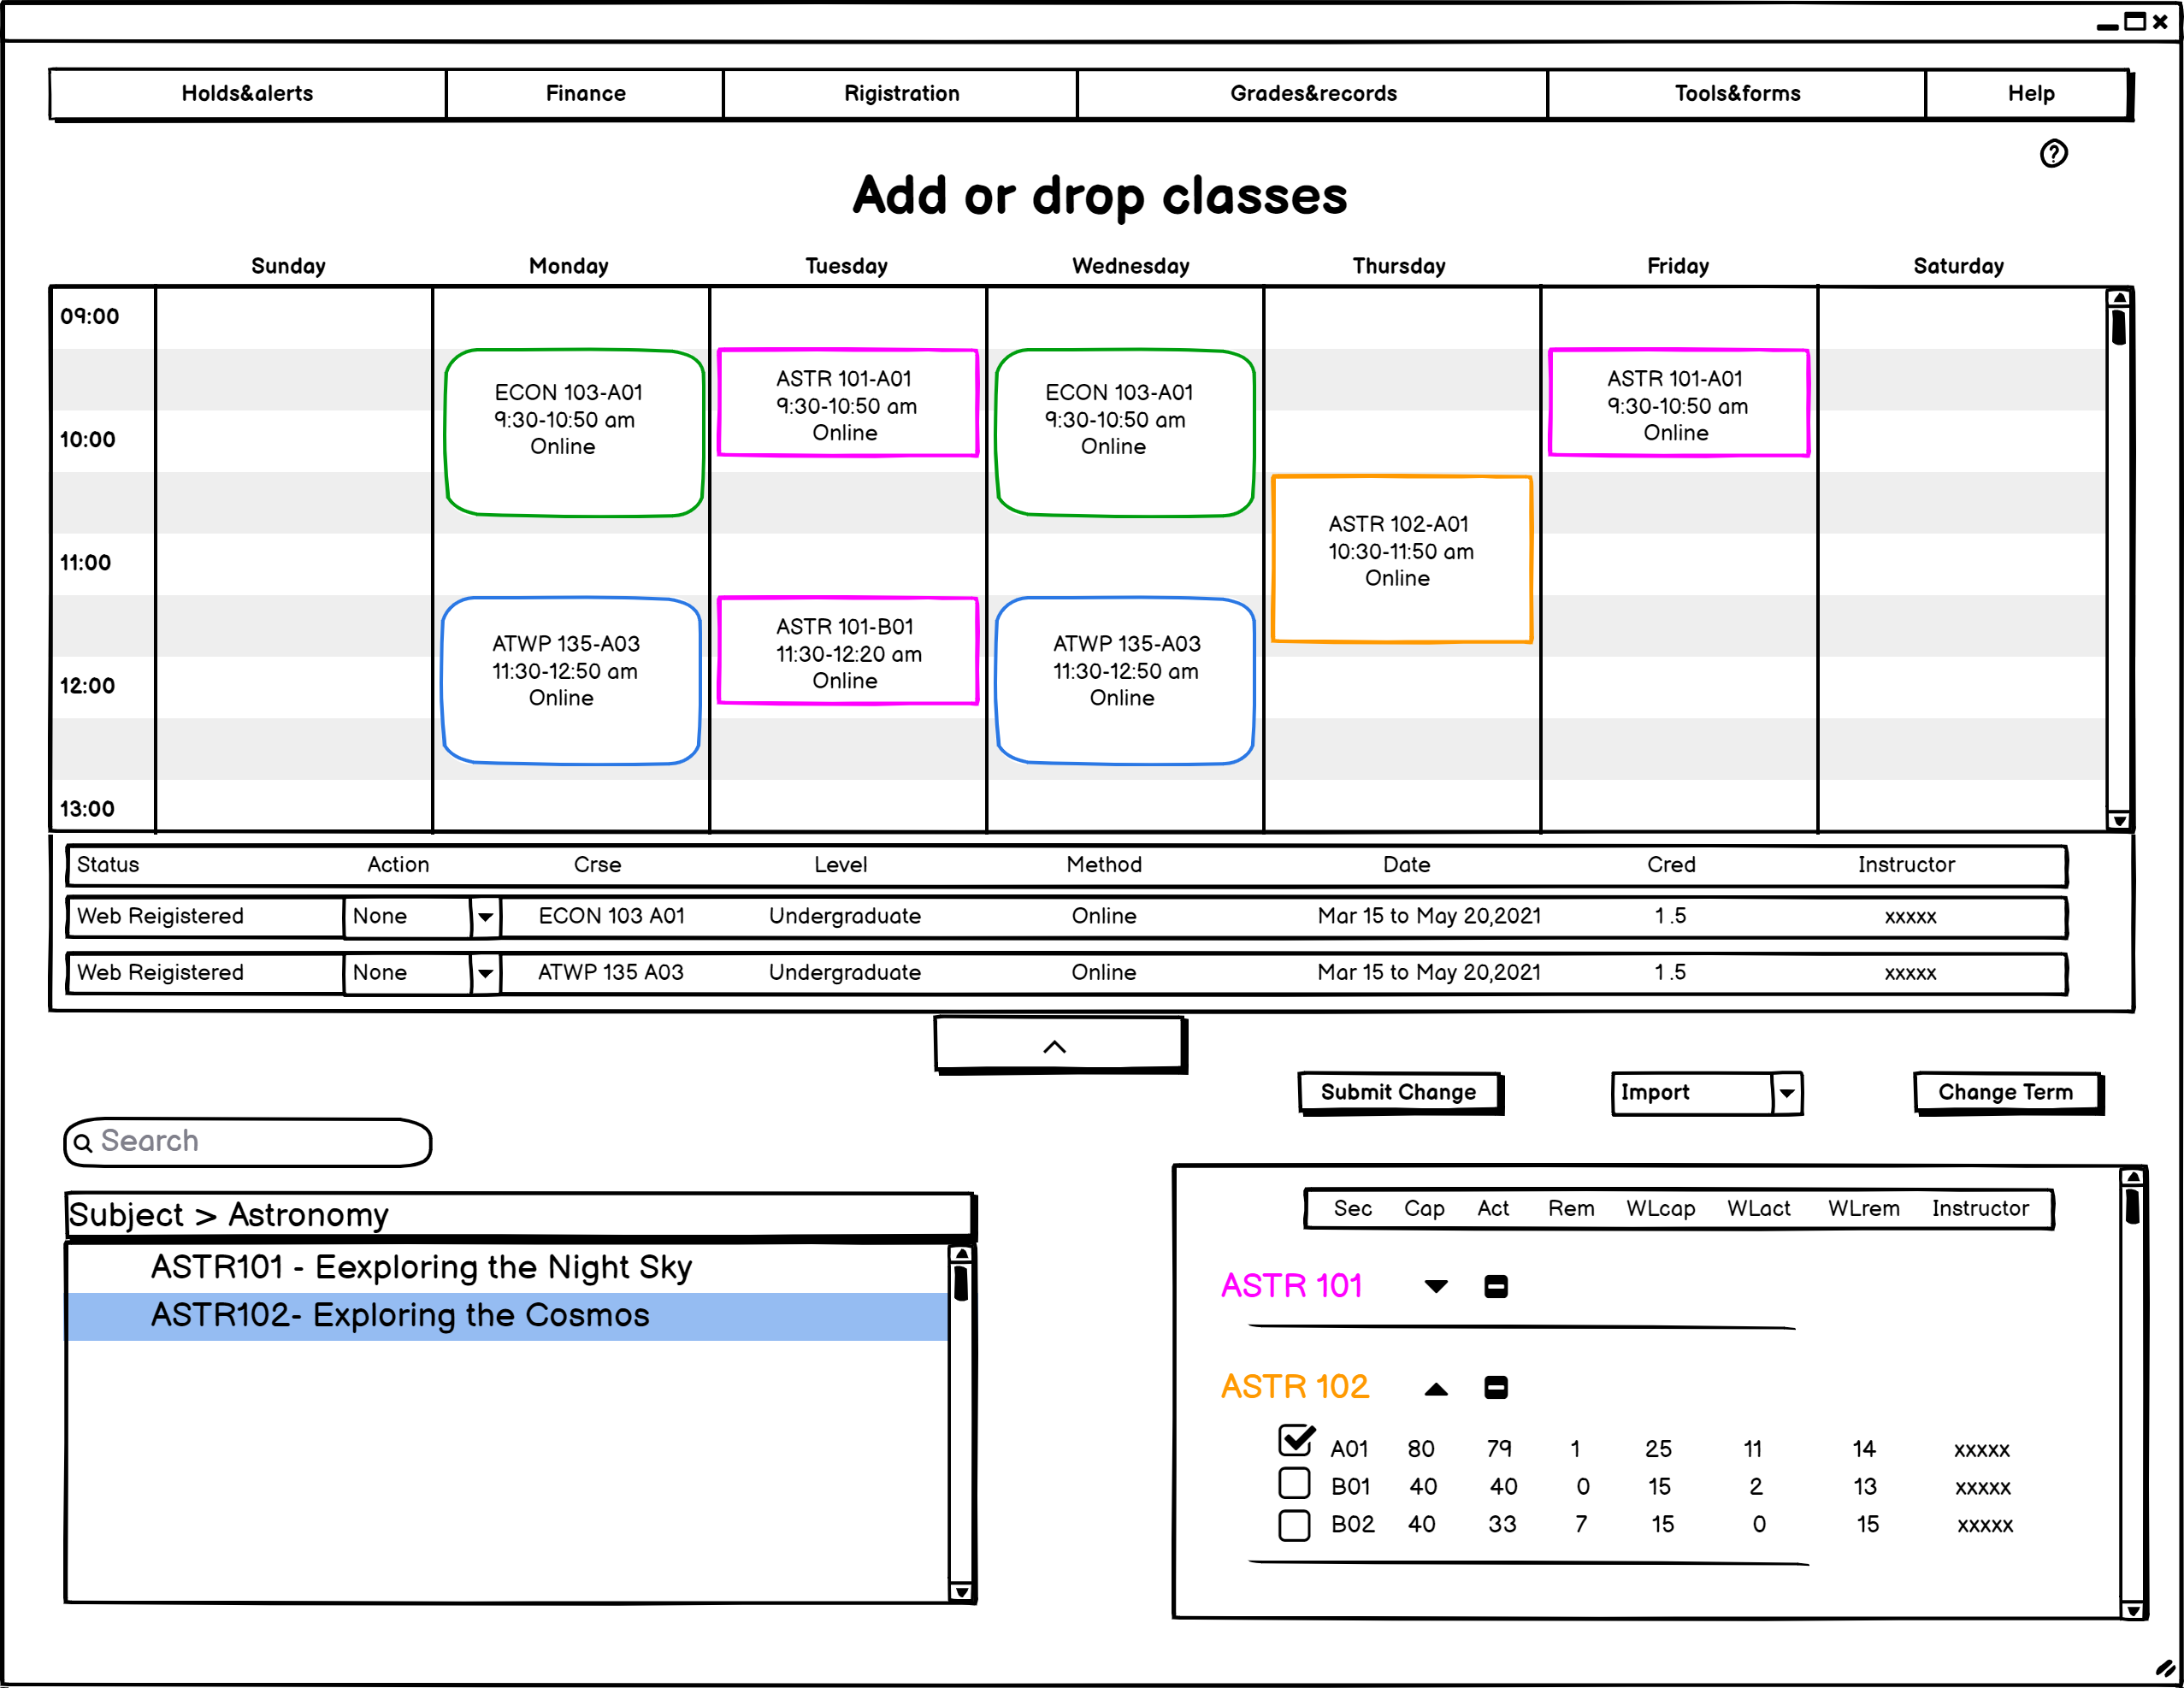 Holds&alerts Finance Rigistration Grades&records Tools&forms Help
?
Add or drop classes
Sunday Monday Tuesday Wednesday Thursday Friday Saturday
09:00
ECON 103-A01
9:30-10:50 am
Online
ASTR 101-A01
9:30-10:50 am
Online
ECON 103-A01
9:30-10:50 am
Online
ASTR 101-A01
9:30-10:50 am
Online
10:00
ASTR 102-A01
10:30-11:50 am
Online
11:00
ATWP 135-A03
11:30-12:50 am
Online
ASTR 101-B01
11:30-12:20 am
Online
ATWP 135-A03
11:30-12:50 am
Online
12:00
13:00
Status Action Crse Level Method Date Cred Instructor
Web Reigistered None ECON 103 A01 Undergraduate Online Mar 15 to May 20,2021 1.5 xxxxx
Web Reigistered None ATWP 135 A03 Undergraduate Online Mar 15 to May 20,2021 1.5 xxxxx
Submit Change Import Change Term
Search
Subject > Astronomy
ASTR101 - Eexploring the Night Sky
ASTR102- Exploring the Cosmos
Sec Cap Act Rem WLcap WLact WLrem Instructor
ASTR 101
ASTR 102
A01 80 79 1 25 11 14 xxxxx
B01 40 40 0 15 2 13 xxxxx
B02 40 33 7 15 0 15 xxxxx